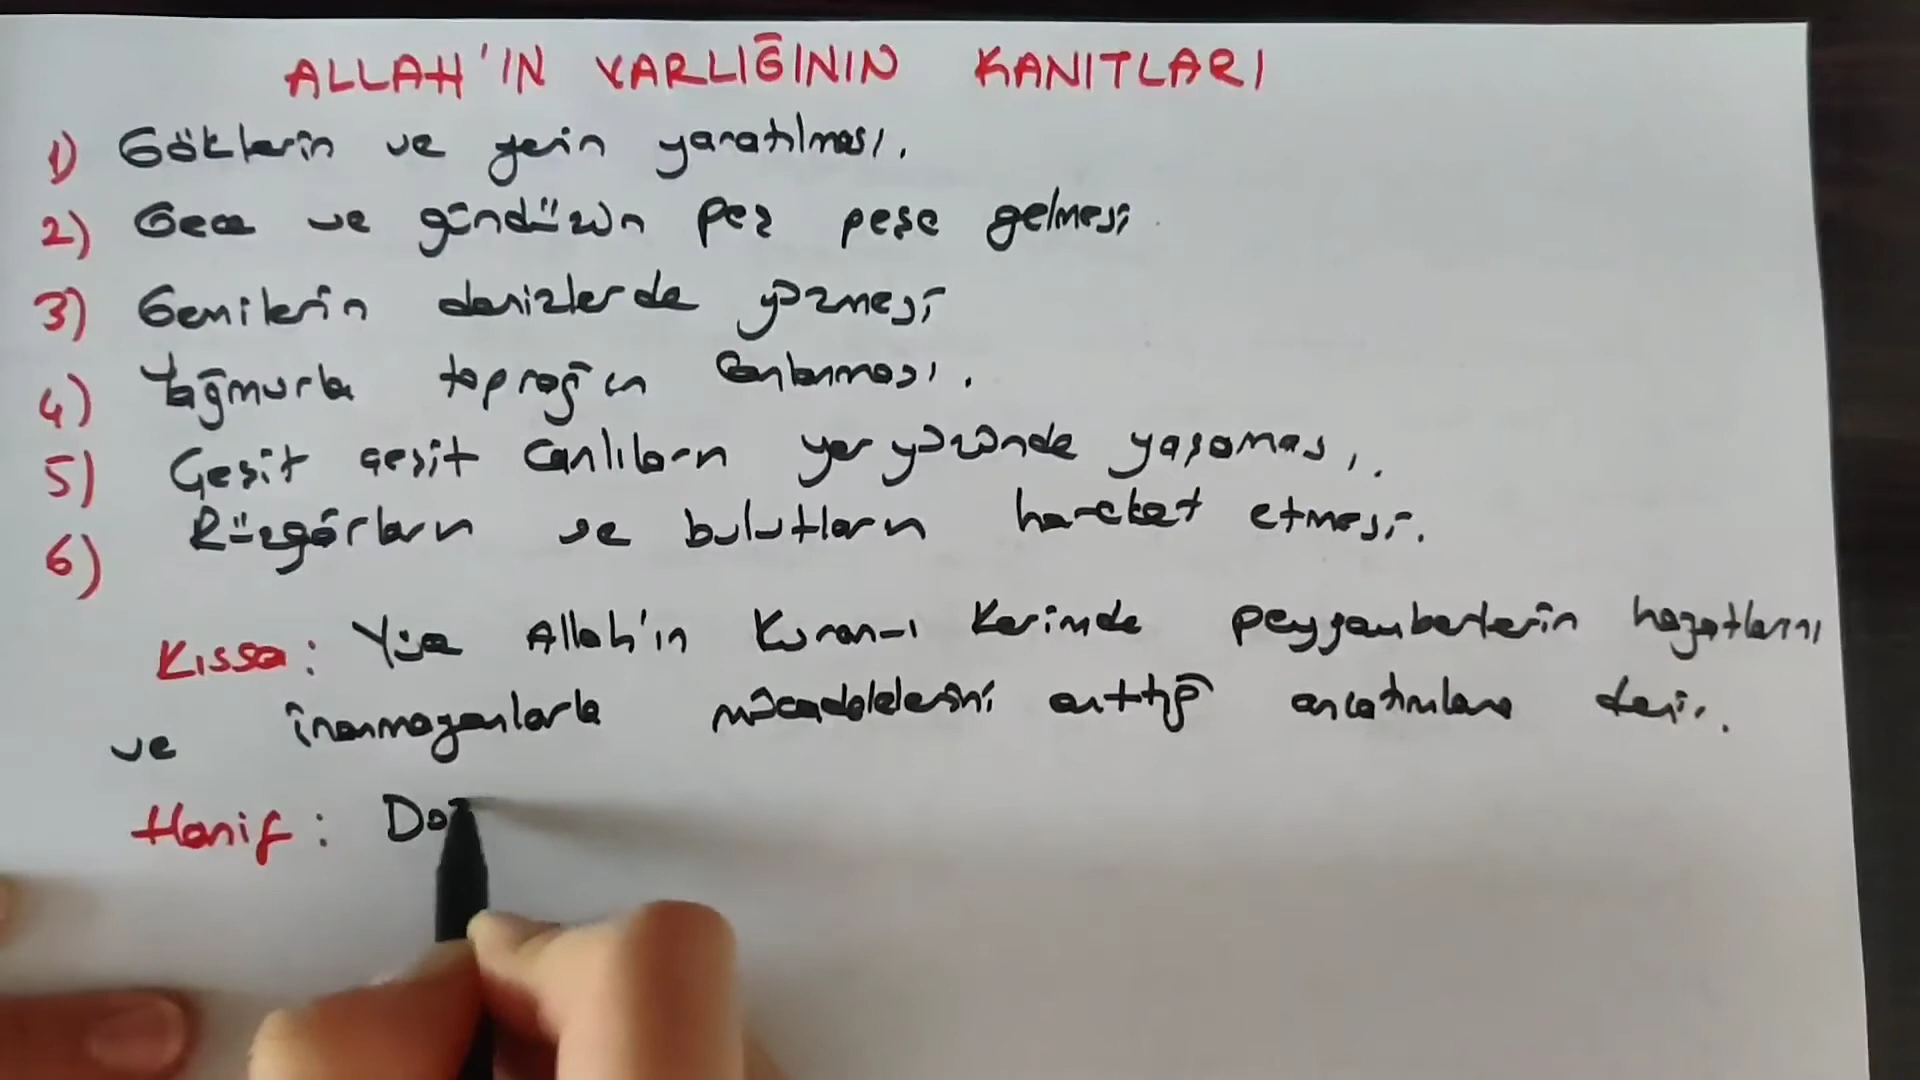 ALLAH'IN VARLIĞININ KANITLARI
1) Göklerin ve yerin yaratılması.
2) Gece ve gündüzün peş peşe gelmesi
3) Gemilerin denizlerde yüzmesi
4) Yağmurla toprağın canlanması.
5) Çeşit çeşit canlıların yeryüzünde yaşaması.
6) Rüzgârların ve bulutların hareket etmesi.
Kıssa: Yüce Allah'ın Kuran-ı Kerimde peygamberlerin hayatlarını
ve inanmayanlarla mücadelelerini denir.
Hanif: